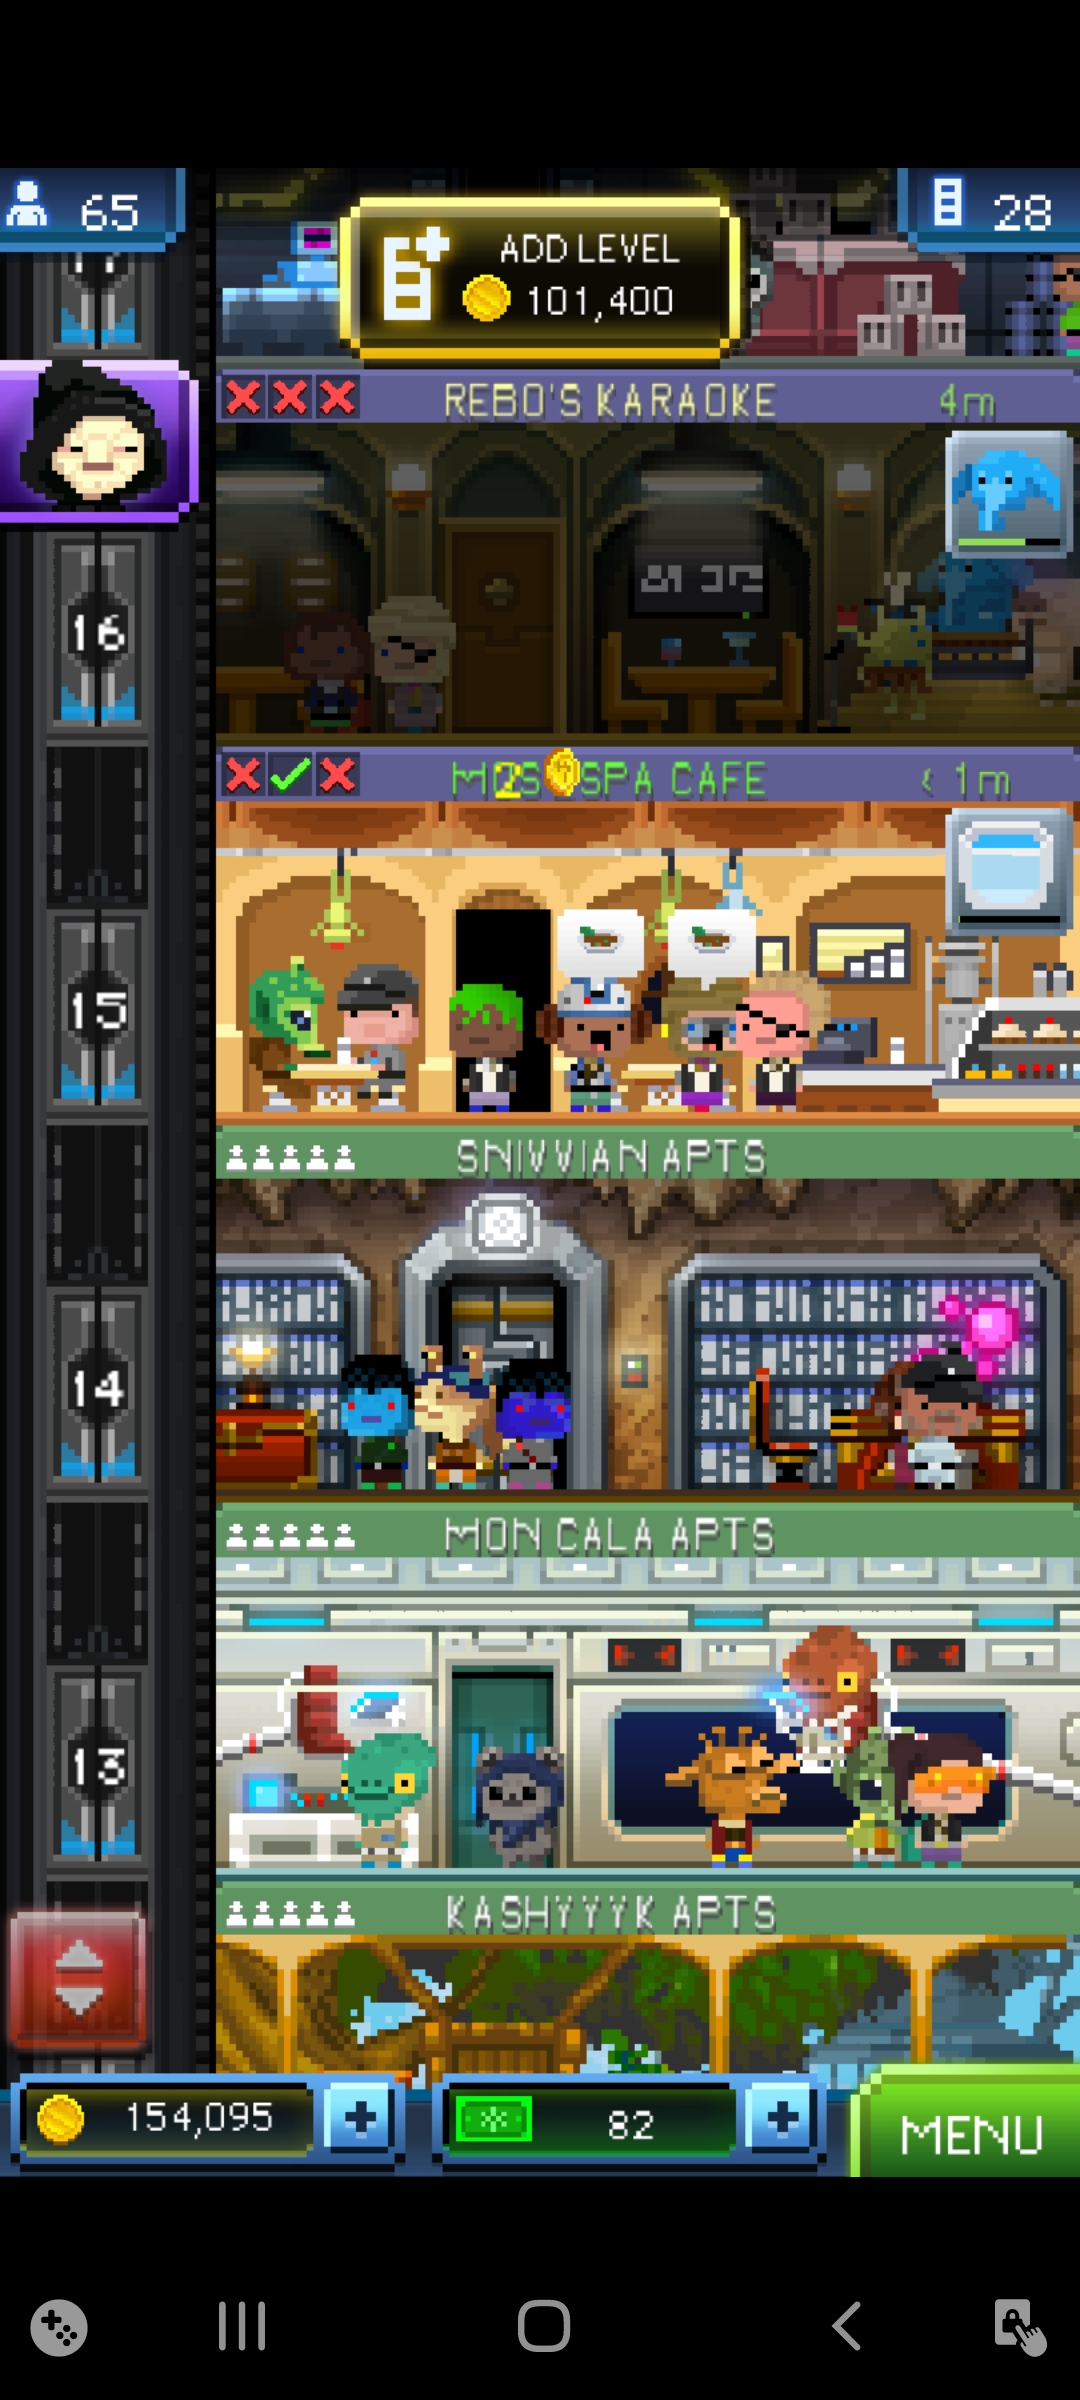 65
28
ADD LEVEL
101,400
REBO'S KARAOKE
4m
16
SPA CAFE
< 1m
2
15
SNIVVIAN APTS
14
MON CALA APTS
13
KASHYYYK APTS
154,095
82
MENU